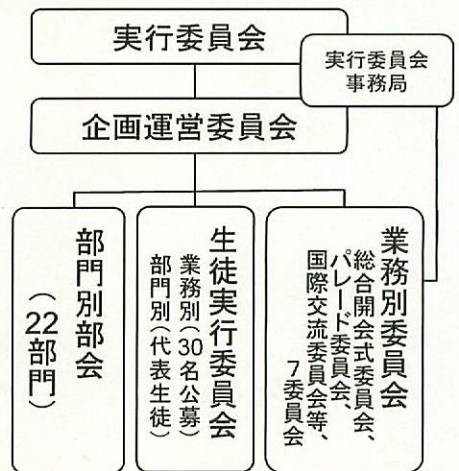 実行委員会
実行委員会
事務局
企画運営委員会
部門別部会
（22部門）
生徒実行委員会
業務別（30名公募）
部門別（代表生徒）
業務別委員会
総合開会式委員会、
パレード委員会、
国際交流委員会等、
7委員会